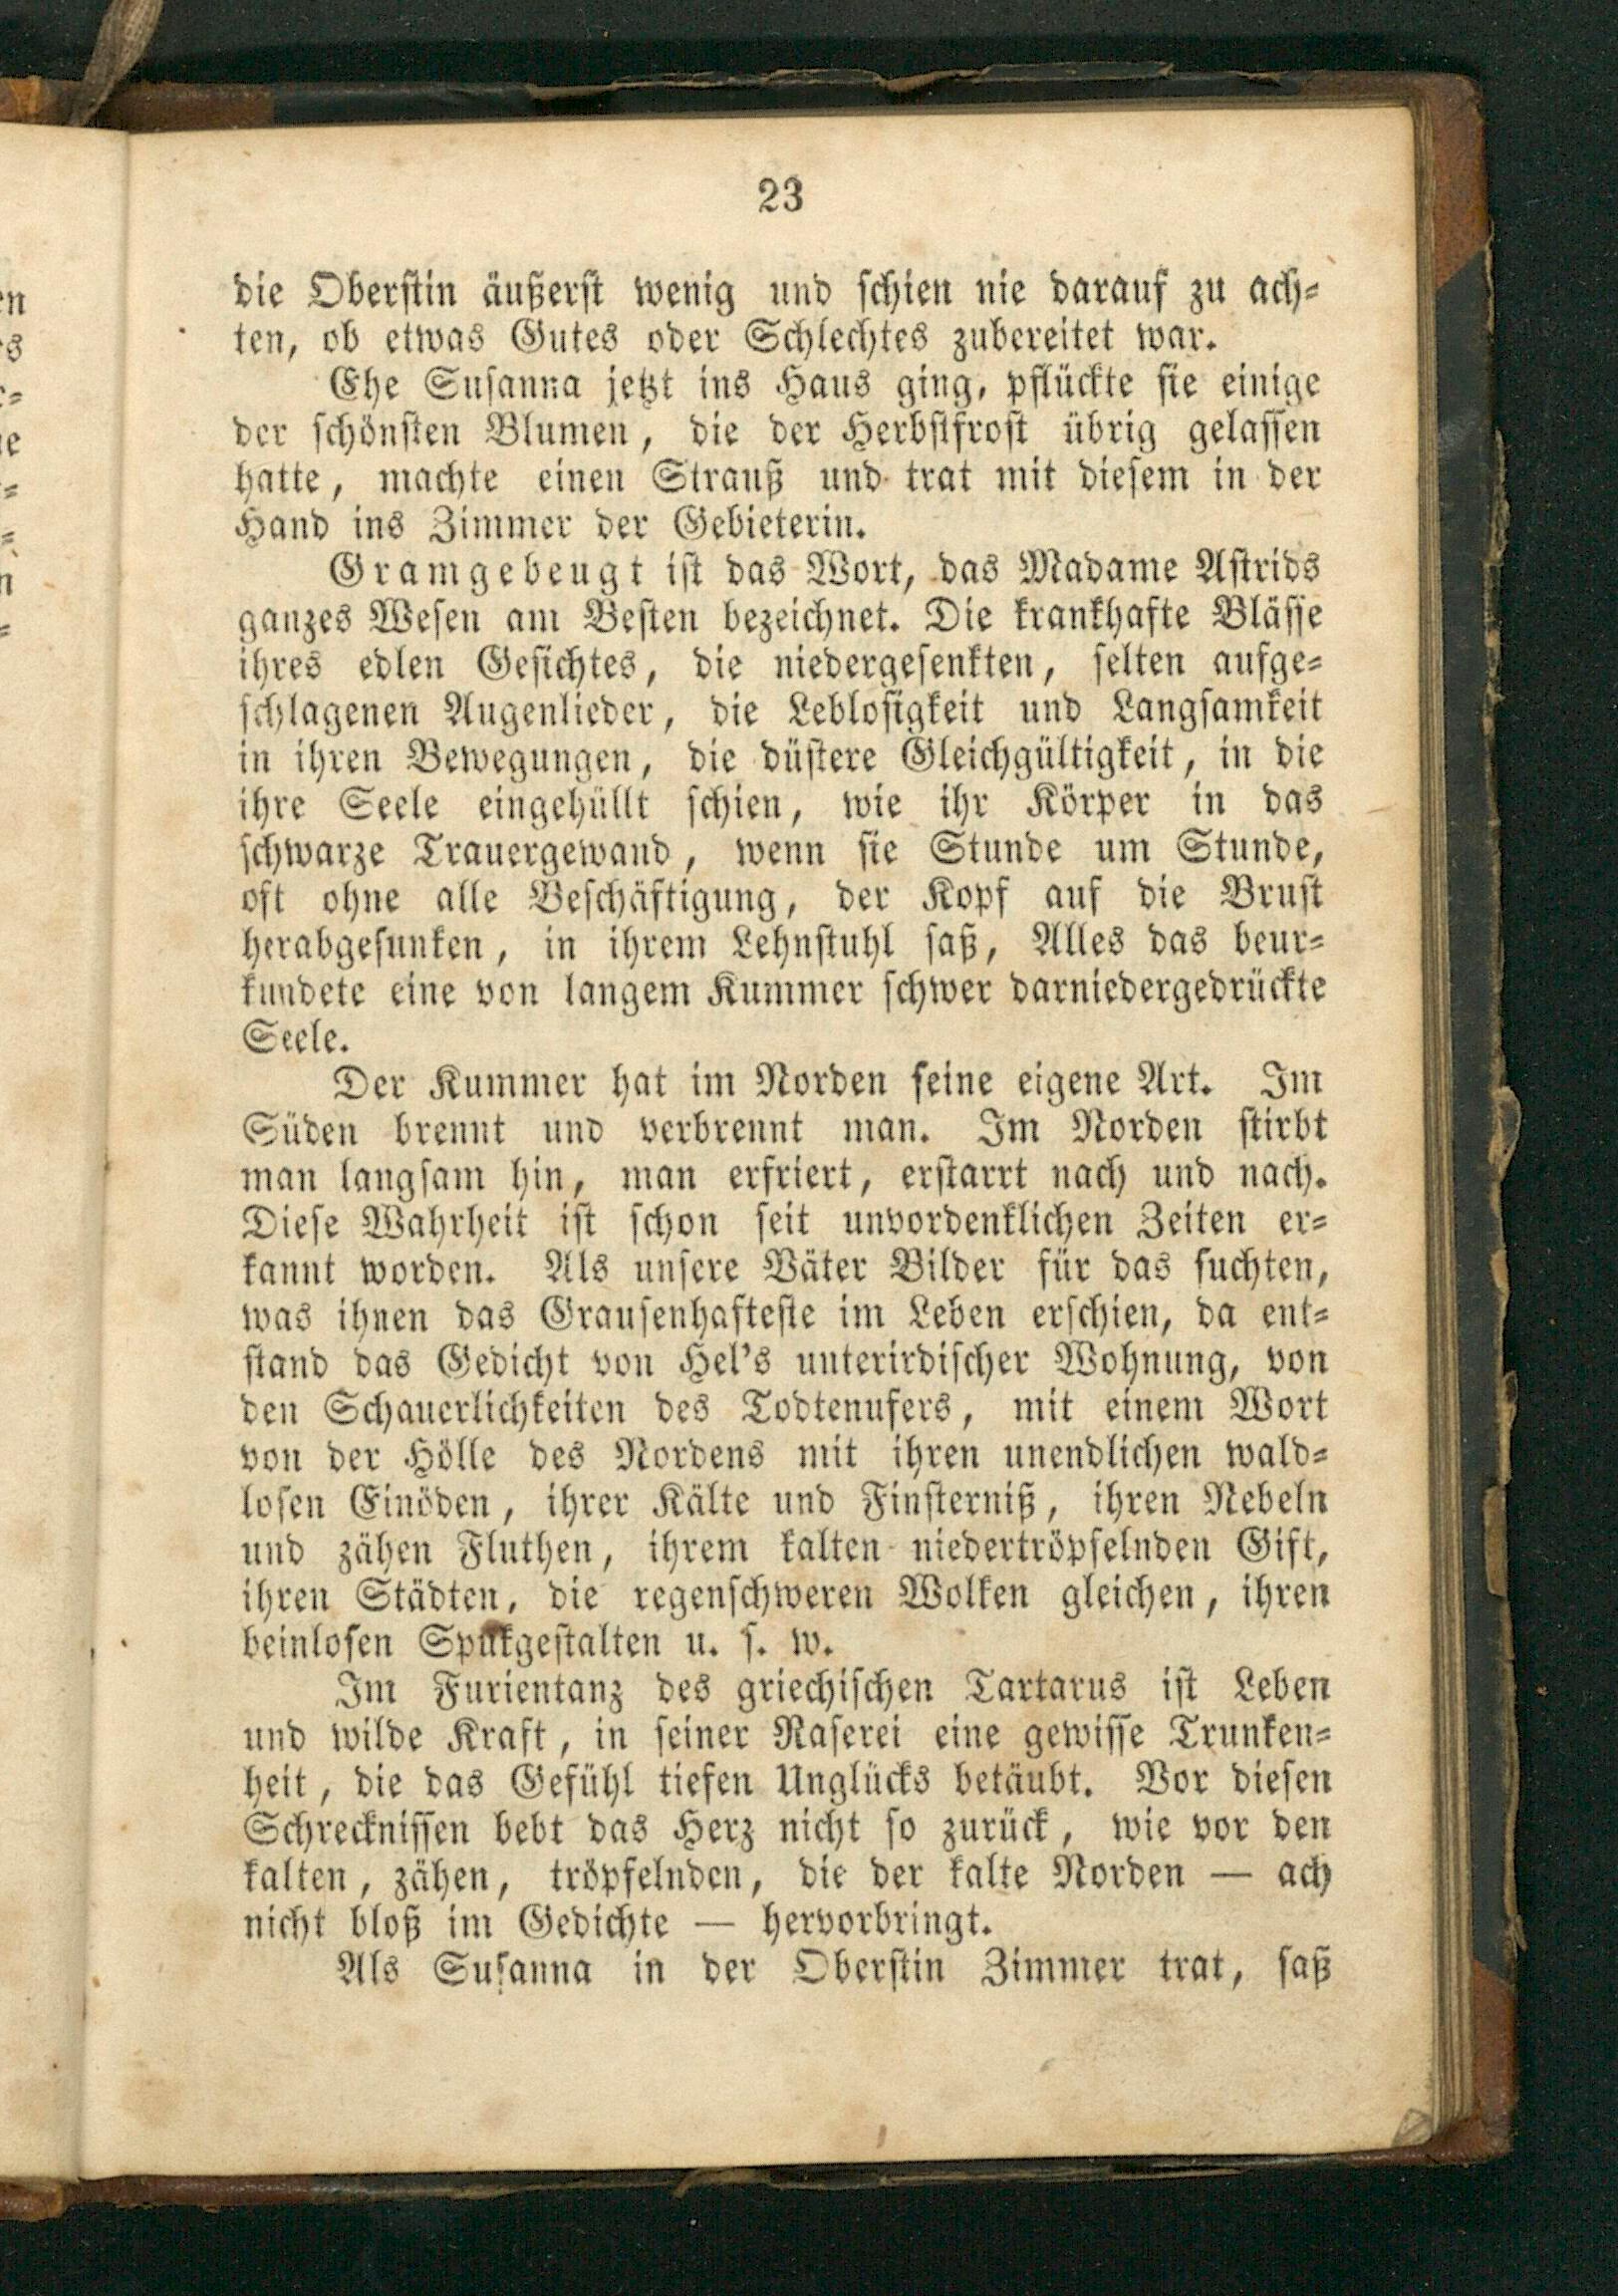 23
die Oberstin äußerst wenig und schien nie darauf zu ach-
ten, ob etwas Gutes oder Schlechtes zubereitet war.
Ehe Susanna jetzt ins Haus ging, pflückte sie einige
der schönsten Blumen, die der Herbstfrost übrig gelassen
hatte, machte einen Strauß und trat mit diesem in der
Hand ins Zimmer der Gebieterin.
Gramgebeugt ist das Wort, das Madame Astrids
ganzes Wesen am Besten bezeichnet. Die krankhafte Blässe
ihres edlen Gesichtes, die niedergesenkten, selten aufge-
schlagenen Augenlieder, die Leblosigkeit und Langsamkeit
in ihren Bewegungen, die düstere Gleichgültigkeit, in die
ihre Seele eingehüllt schien, wie ihr Körper in das
schwarze Trauergewand, wenn sie Stunde um Stunde,
oft ohne alle Beschäftigung, der Kopf auf die Brust
herabgesunken, in ihrem Lehnstuhl saß, Alles das beur-
kundete eine von langem Kummer schwer darniedergedrückte
Seele.
Der Kummer hat im Norden seine eigene Art. Im
Süden brennt und verbrennt man. Im Norden stirbt
man langsam hin, man erfriert, erstarrt nach und nach.
Diese Wahrheit ist schon seit unvordenklichen Zeiten er-
kannt worden. Als unsere Väter Bilder für das suchten,
was ihnen das Grausenhafteste im Leben erschien, da ent-
stand das Gedicht von Hel's unterirdischer Wohnung, von
den Schauerlichkeiten des Todtenufers, mit einem Wort
von der Hölle des Nordens mit ihren unendlichen wald-
losen Einöden, ihrer Kälte und Finsterniß, ihren Nebeln
und zähen Fluthen, ihrem kalten niedertröpfelnden Gift,
ihren Städten, die regenschweren Wolken gleichen, ihren
beinlosen Spukgestalten u. s. w.
Im Furientanz des griechischen Tartarus ist Leben
und wilde Kraft, in seiner Raserei eine gewisse Trunken-
heit, die das Gefühl tiefen Unglücks betäubt. Vor diesen
Schrecknissen bebt das Herz nicht so zurück, wie vor den
kalten, zähen, tröpfelnden, die der kalte Norden — ach
nicht bloß im Gedichte — hervorbringt.
Als Susanna in der Oberstin Zimmer trat, saß